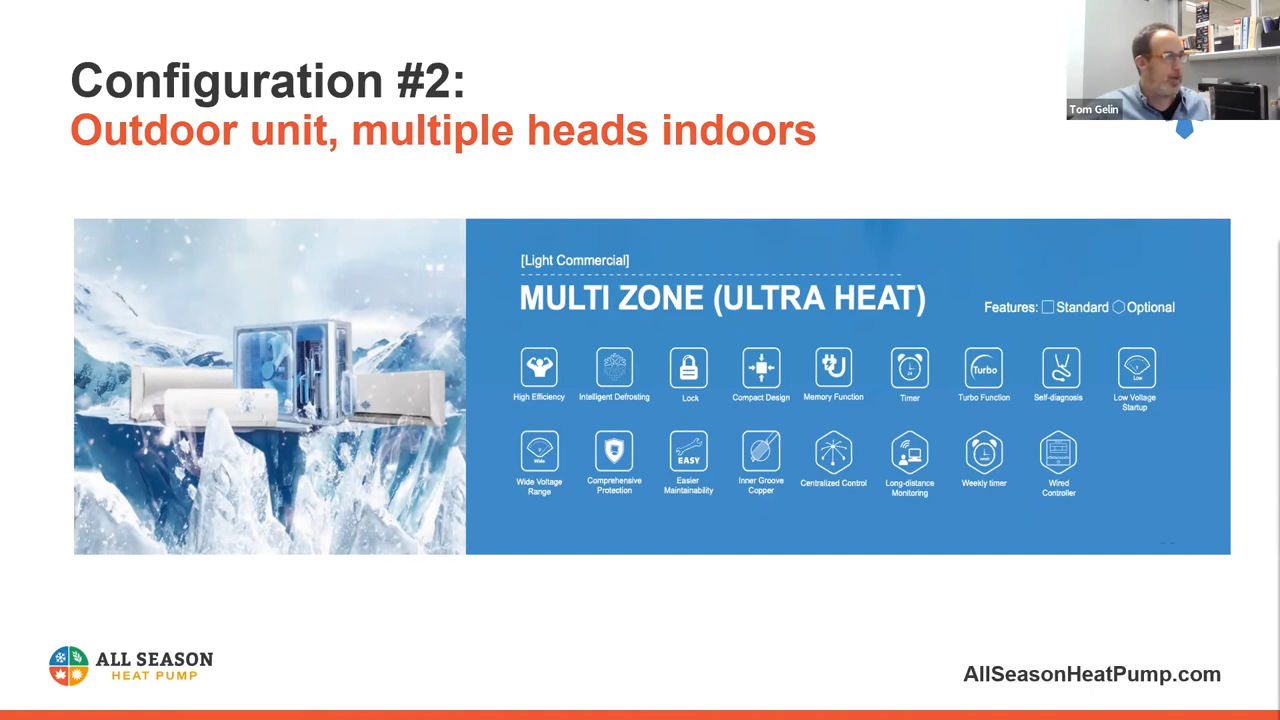 Configuration #2:
Outdoor unit, multiple heads indoors
Tom Gelin
[Light Commercial]
MULTI ZONE (ULTRA HEAT)
Features: Standard Optional
High Efficiency
Intelligent Defrosting
Lock
Compact Design
Memory Function
24
Timer
Turbo
Turbo Function
Self-diagnosis
Low
Low Voltage
Startup
Wide
Wide Voltage
Range
Comprehensive
Protection
EASY
Easier
Maintainability
Inner Groove
Copper
Centralized Control
Long-distance
Monitoring
Weekly timer
Wired
Controller
ALL SEASON
HEAT PUMP
AllSeasonHeatPump.com